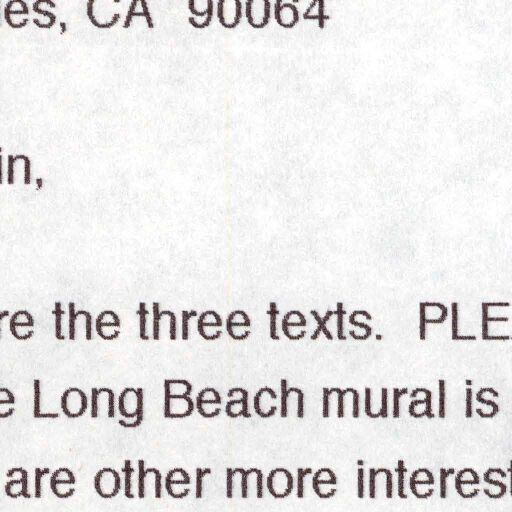 es, CA 90064
in,
re the three texts. PLE
e Long Beach mural is
are other more interest